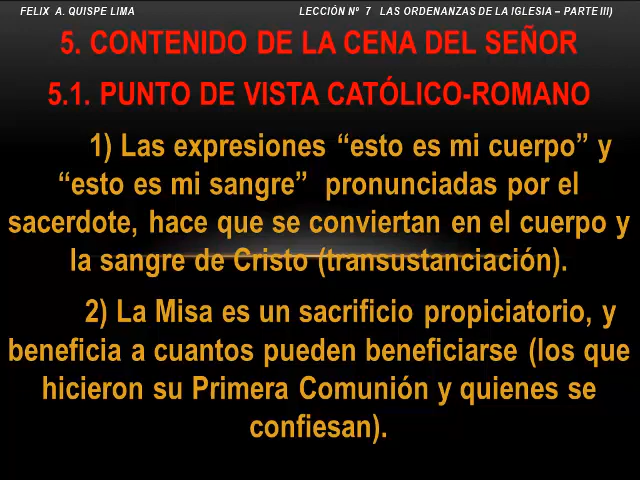 FELIX A. QUISPE LIMA LECCIÓN Nº 7 LAS ORDENANZAS DE LA IGLESIA – PARTE III)
5. CONTENIDO DE LA CENA DEL SEÑOR
5.1. PUNTO DE VISTA CATÓLICO-ROMANO
1) Las expresiones “esto es mi cuerpo” y
“esto es mi sangre” pronunciadas por el
sacerdote, hace que se conviertan en el cuerpo y
la sangre de Cristo (transustanciación).
2) La Misa es un sacrificio propiciatorio, y
beneficia a cuantos pueden beneficiarse (los que
hicieron su Primera Comunión y quienes se
confiesan).